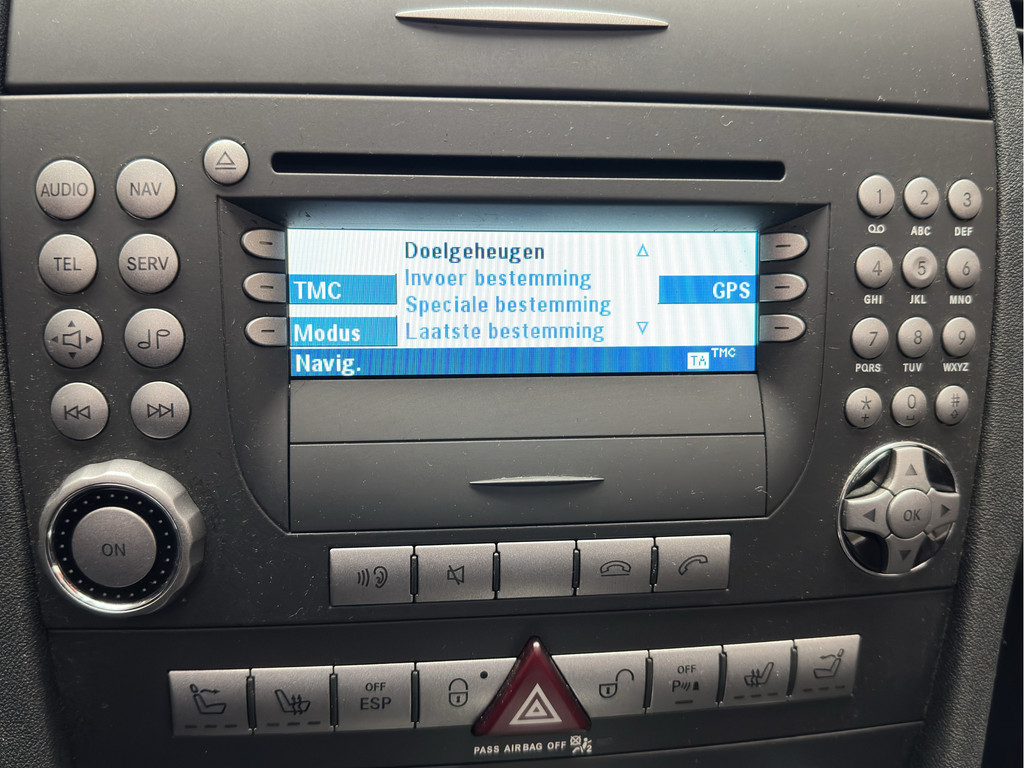 AUDIO
NAV
TEL
SERV
ON
Doelgeheugen
Invoer bestemming
Speciale bestemming
Laatste bestemming
TMC
Modus
GPS
Navig.
TA TMC
1 2 3
ABC DEF
4 5 6
GHI JKL MNO
7 8 9
PQRS TUV WXYZ
* 0 #
+
OK
OFF
ESP
OFF
P
PASS AIRBAG OFF